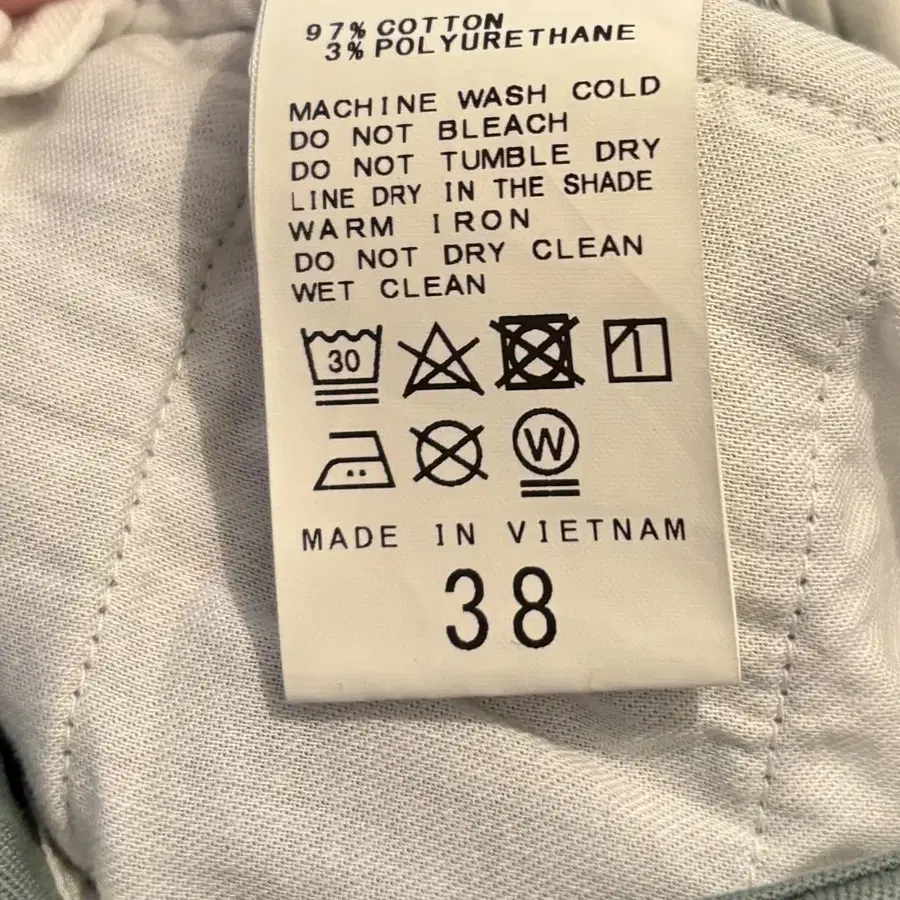 97% COTTON
3% POLYURETHANE
MACHINE WASH COLD
DO NOT BLEACH
DO NOT TUMBLE DRY
LINE DRY IN THE SHADE
WARM IRON
DO NOT DRY CLEAN
WET CLEAN
30
W
MADE IN VIETNAM
38